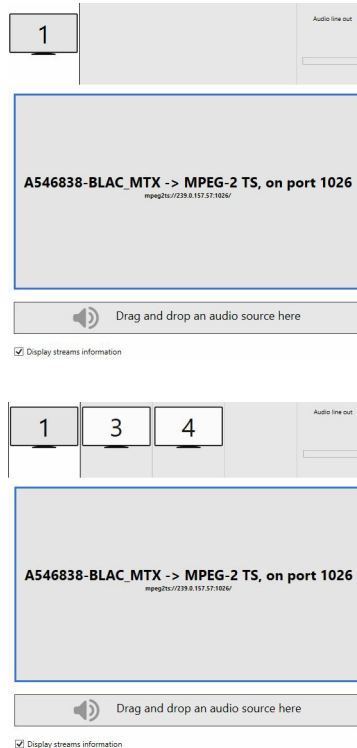 1
Audio line out
A546838-BLAC_MTX -> MPEG-2 TS, on port 1026
mpeg2ts://239.0.157.57:1026/
Drag and drop an audio source here
Display streams information
1 3 4
Audio line out
A546838-BLAC_MTX -> MPEG-2 TS, on port 1026
mpeg2ts://239.0.157.57:1026/
Drag and drop an audio source here
Display streams information